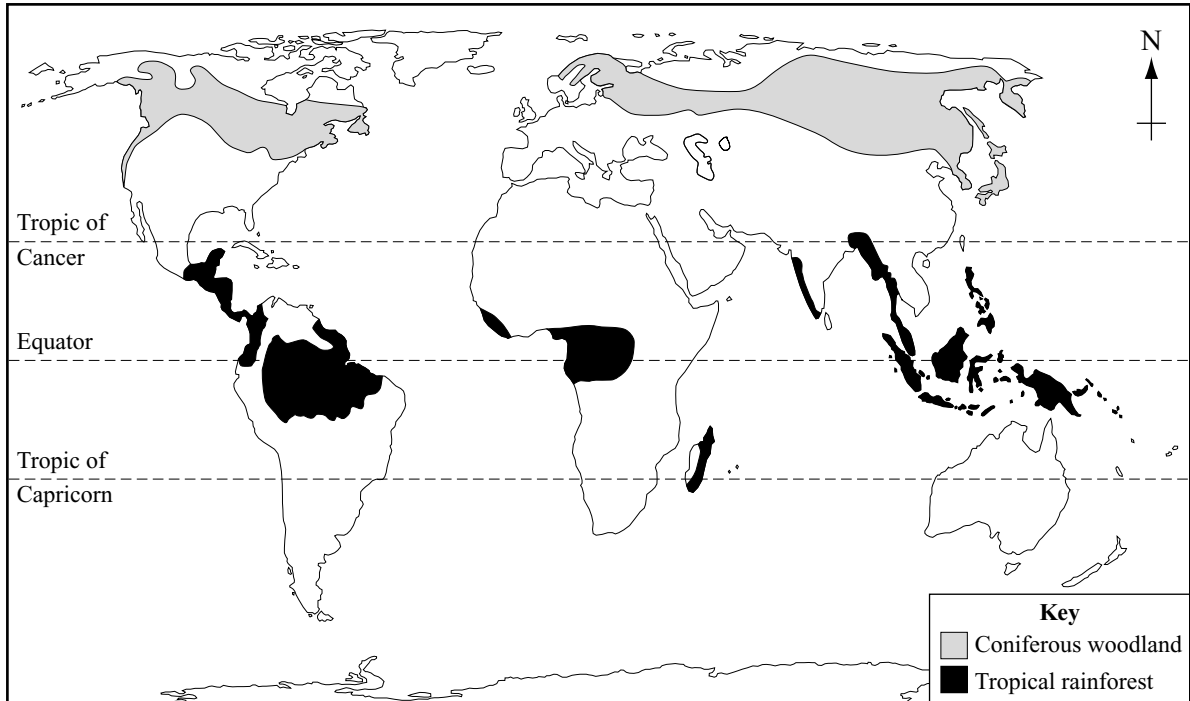 N
Tropic of
Cancer
Equator
Tropic of
Capricorn
Key
Coniferous woodland
Tropical rainforest